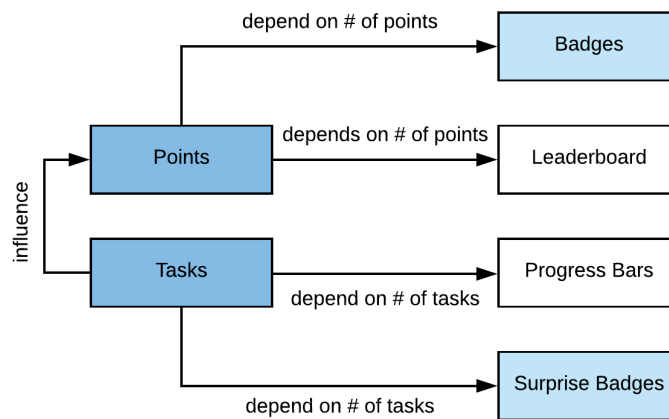 depend on # of points
Badges
Points
depends on # of points
Leaderboard
influence
Tasks
Progress Bars
depend on # of tasks
Surprise Badges
depend on # of tasks